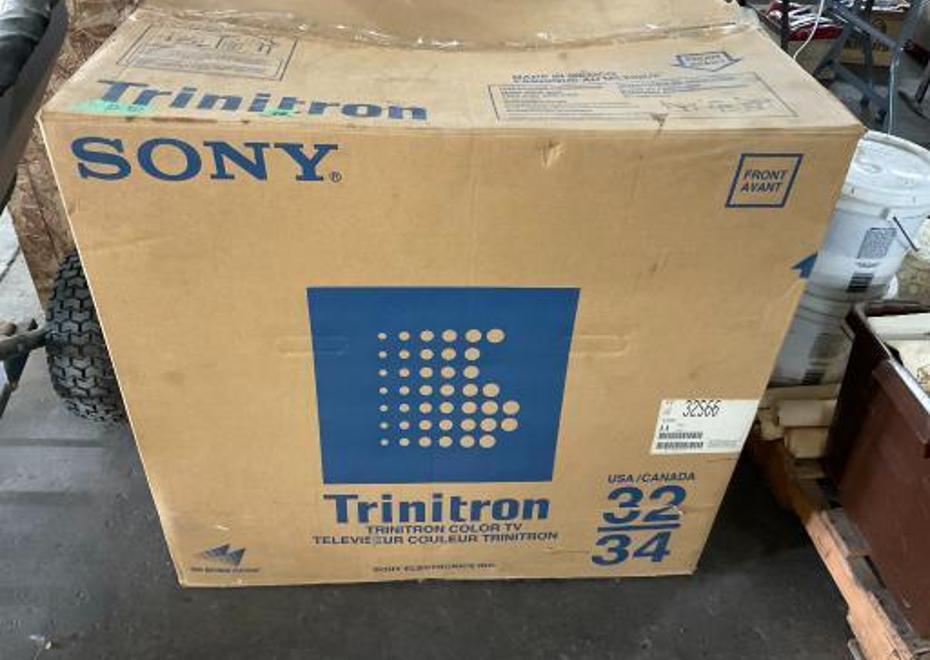 Trinitron
MADE IN MEXICO
SONY®
FRONT
AVANT
32S66
USA/CANADA
32
34
Trinitron
TRINITRON COLOR TV
TELEVISEUR COULEUR TRINITRON
SONY ELECTRONICS INC.